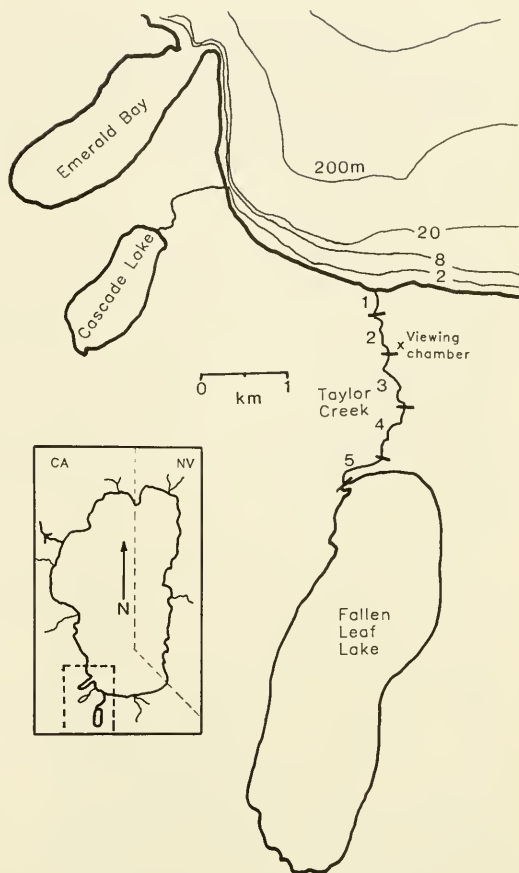 Emerald Bay
200m
20
8
2
Cascade Lake
1
2
x Viewing
chamber
0 1
km
3
Taylor
Creek
4
5
CA NV
N
Fallen
Leaf
Lake